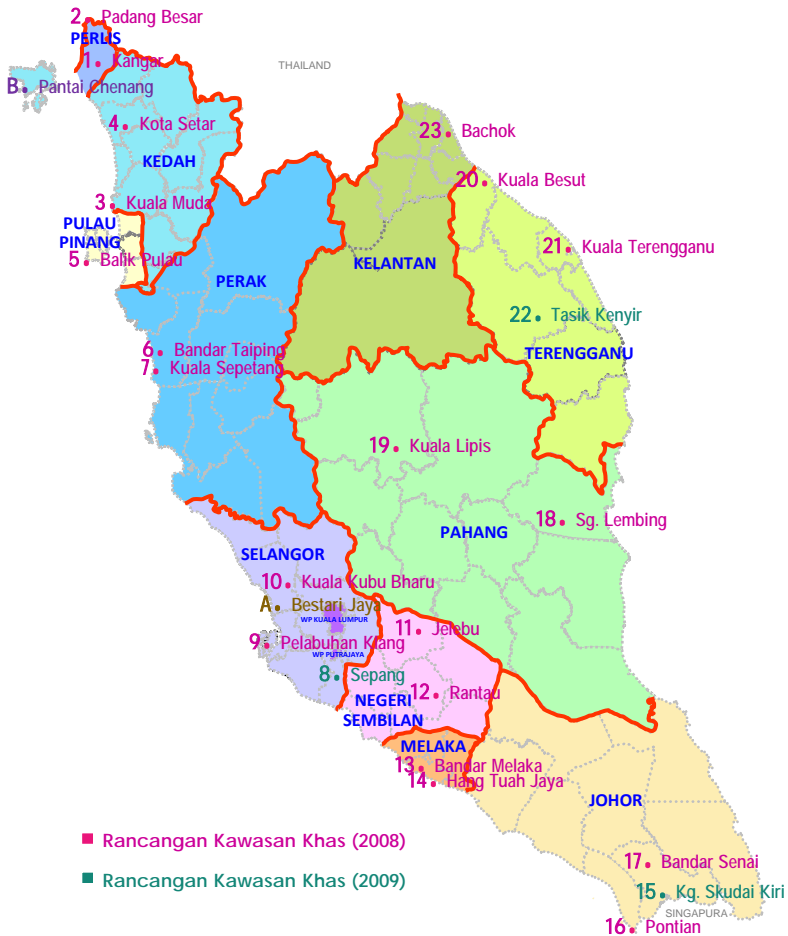 2. Padang Besar
PERLIS
1. Kangar
THAILAND
B. Pantai Chenang
4. Kota Setar
23. Bachok
KEDAH
20. Kuala Besut
3. Kuala Muda
PULAU
PINANG
5. Balik Pulau
21. Kuala Terengganu
KELANTAN
PERAK
22. Tasik Kenyir
6. Bandar Taiping
TERENGGANU
7. Kuala Sepetang
19. Kuala Lipis
18. Sg. Lembing
PAHANG
SELANGOR
10. Kuala Kubu Bharu
A. Bestari Jaya
WP KUALA LUMPUR
11. Jelebu
9. Pelabuhan Klang
WP PUTRAJAYA
8. Sepang
12. Rantau
NEGERI
SEMBILAN
MELAKA
13. Bandar Melaka
14. Hang Tuah Jaya
JOHOR
Rancangan Kawasan Khas (2008)
17. Bandar Senai
Rancangan Kawasan Khas (2009)
15. Kg. Skudai Kiri
SINGAPURA
16. Pontian